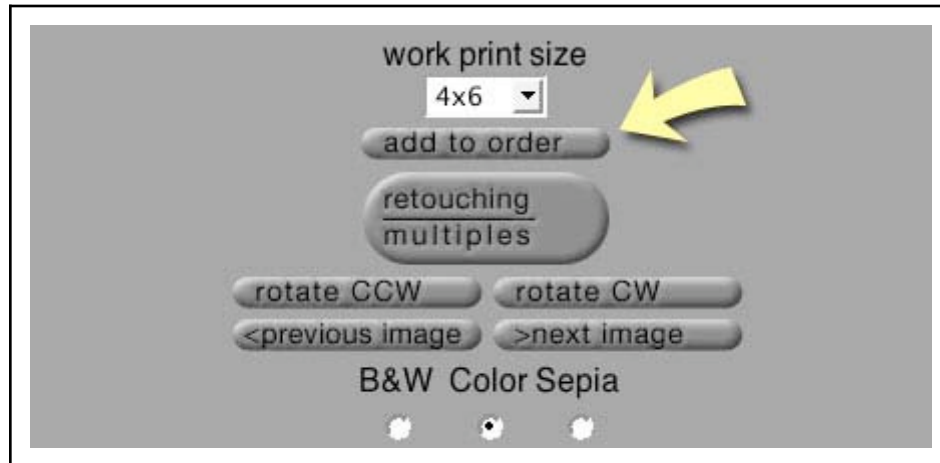 work print size
4x6
add to order
retouching
multiples
rotate CCW rotate CW
<previous image >next image
B&W Color Sepia